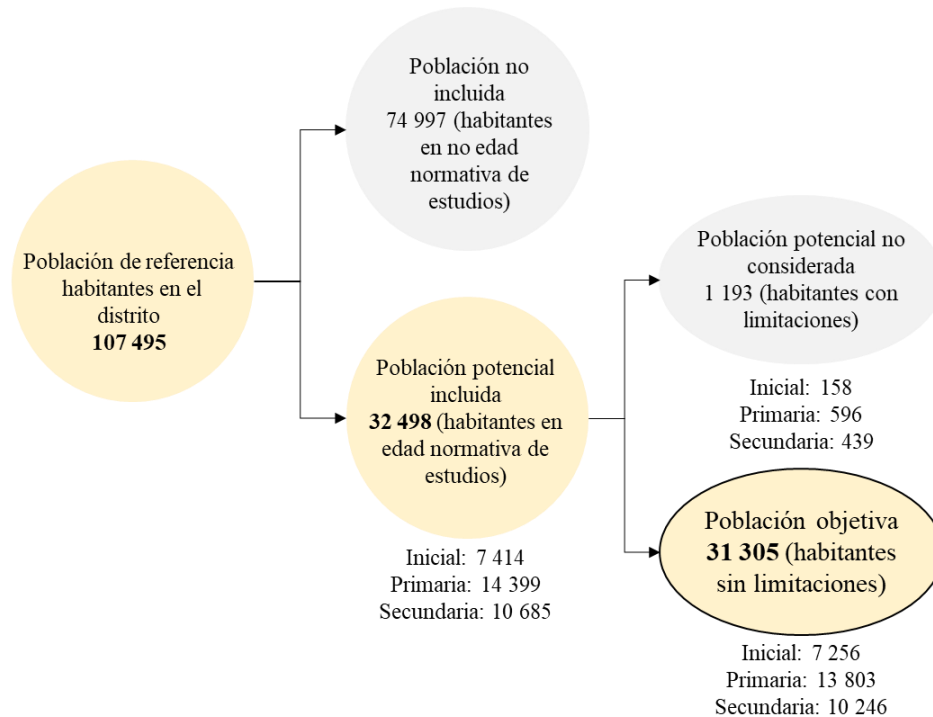 Población de referencia
habitantes en el
distrito
107 495
Población no
incluida
74 997 (habitantes
en no edad
normativa de
estudios)
Población potencial
incluida
32 498 (habitantes en
edad normativa de
estudios)
Inicial: 7 414
Primaria: 14 399
Secundaria: 10 685
Población potencial no
considerada
1 193 (habitantes con
limitaciones)
Inicial: 158
Primaria: 596
Secundaria: 439
Población objetiva
31 305 (habitantes
sin limitaciones)
Inicial: 7 256
Primaria: 13 803
Secundaria: 10 246